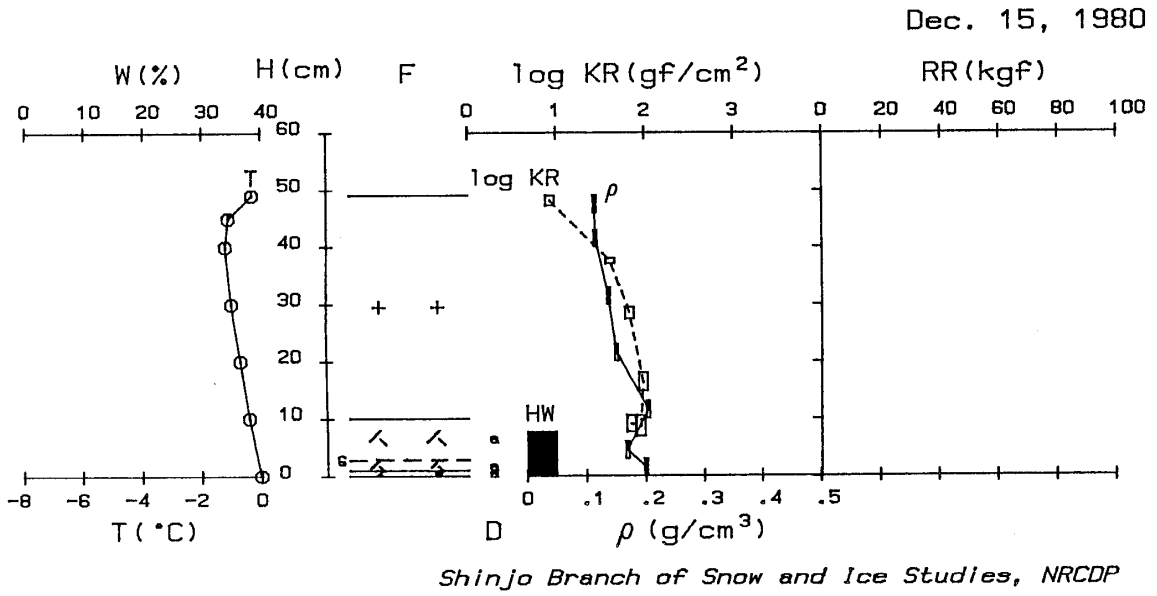 Dec. 15, 1980
W(%) H(cm) F log KR(gf/cm²) RR(kgf)
0 10 20 30 40 0 1 2 3 0 20 40 60 80 100
60
T 50 log KR ρ
40
30
20
10 HW
a
G
0
-8 -6 -4 -2 0 0 .1 .2 .3 .4 .5
T(°C) D ρ (g/cm³)
Shinjo Branch of Snow and Ice Studies, NRCDP